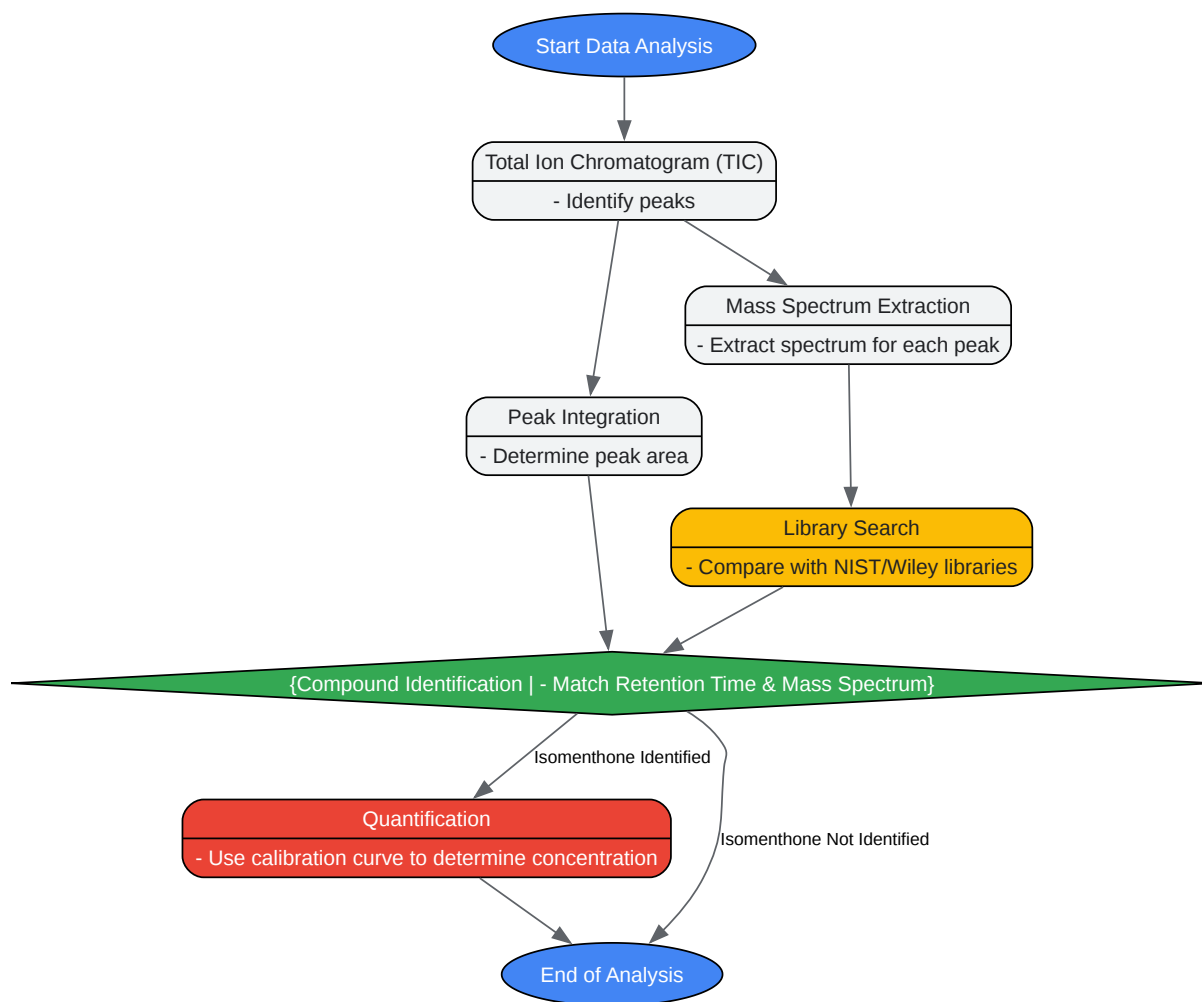 Start Data Analysis
Total Ion Chromatogram (TIC)
- Identify peaks
Mass Spectrum Extraction
- Extract spectrum for each peak
Peak Integration
- Determine peak area
Library Search
- Compare with NIST/Wiley libraries
{Compound Identification | - Match Retention Time & Mass Spectrum}
Isomenthone Identified
Quantification
- Use calibration curve to determine concentration
Isomenthone Not Identified
End of Analysis